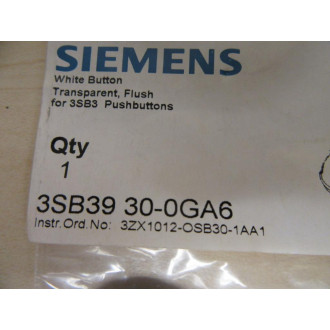 SIEMENS
White Button
Transparent, Flush
for 3SB3 Pushbuttons
Qty
1
3SB39 30-0GA6
Instr.Ord.No: 3ZX1012-OSB30-1AA1